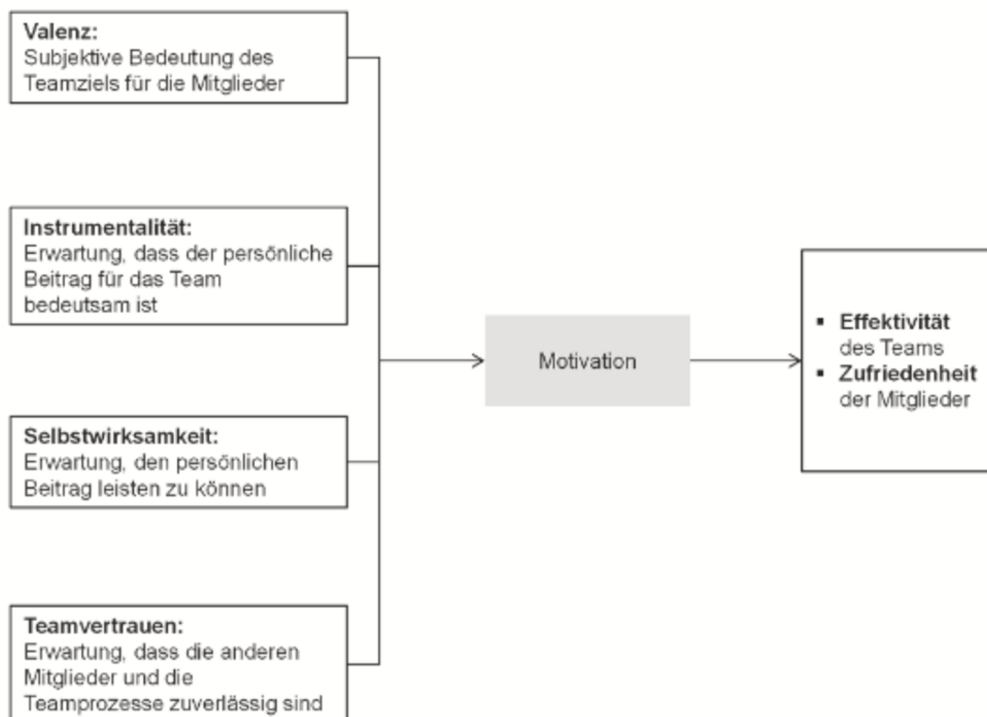 Valenz:
Subjektive Bedeutung des
Teamziels für die Mitglieder
Instrumentalität:
Erwartung, dass der persönliche
Beitrag für das Team
bedeutsam ist
Selbstwirksamkeit:
Erwartung, den persönlichen
Beitrag leisten zu können
Teamvertrauen:
Erwartung, dass die anderen
Mitglieder und die
Teamprozesse zuverlässig sind
Motivation
▪ Effektivität
des Teams
▪ Zufriedenheit
der Mitglieder